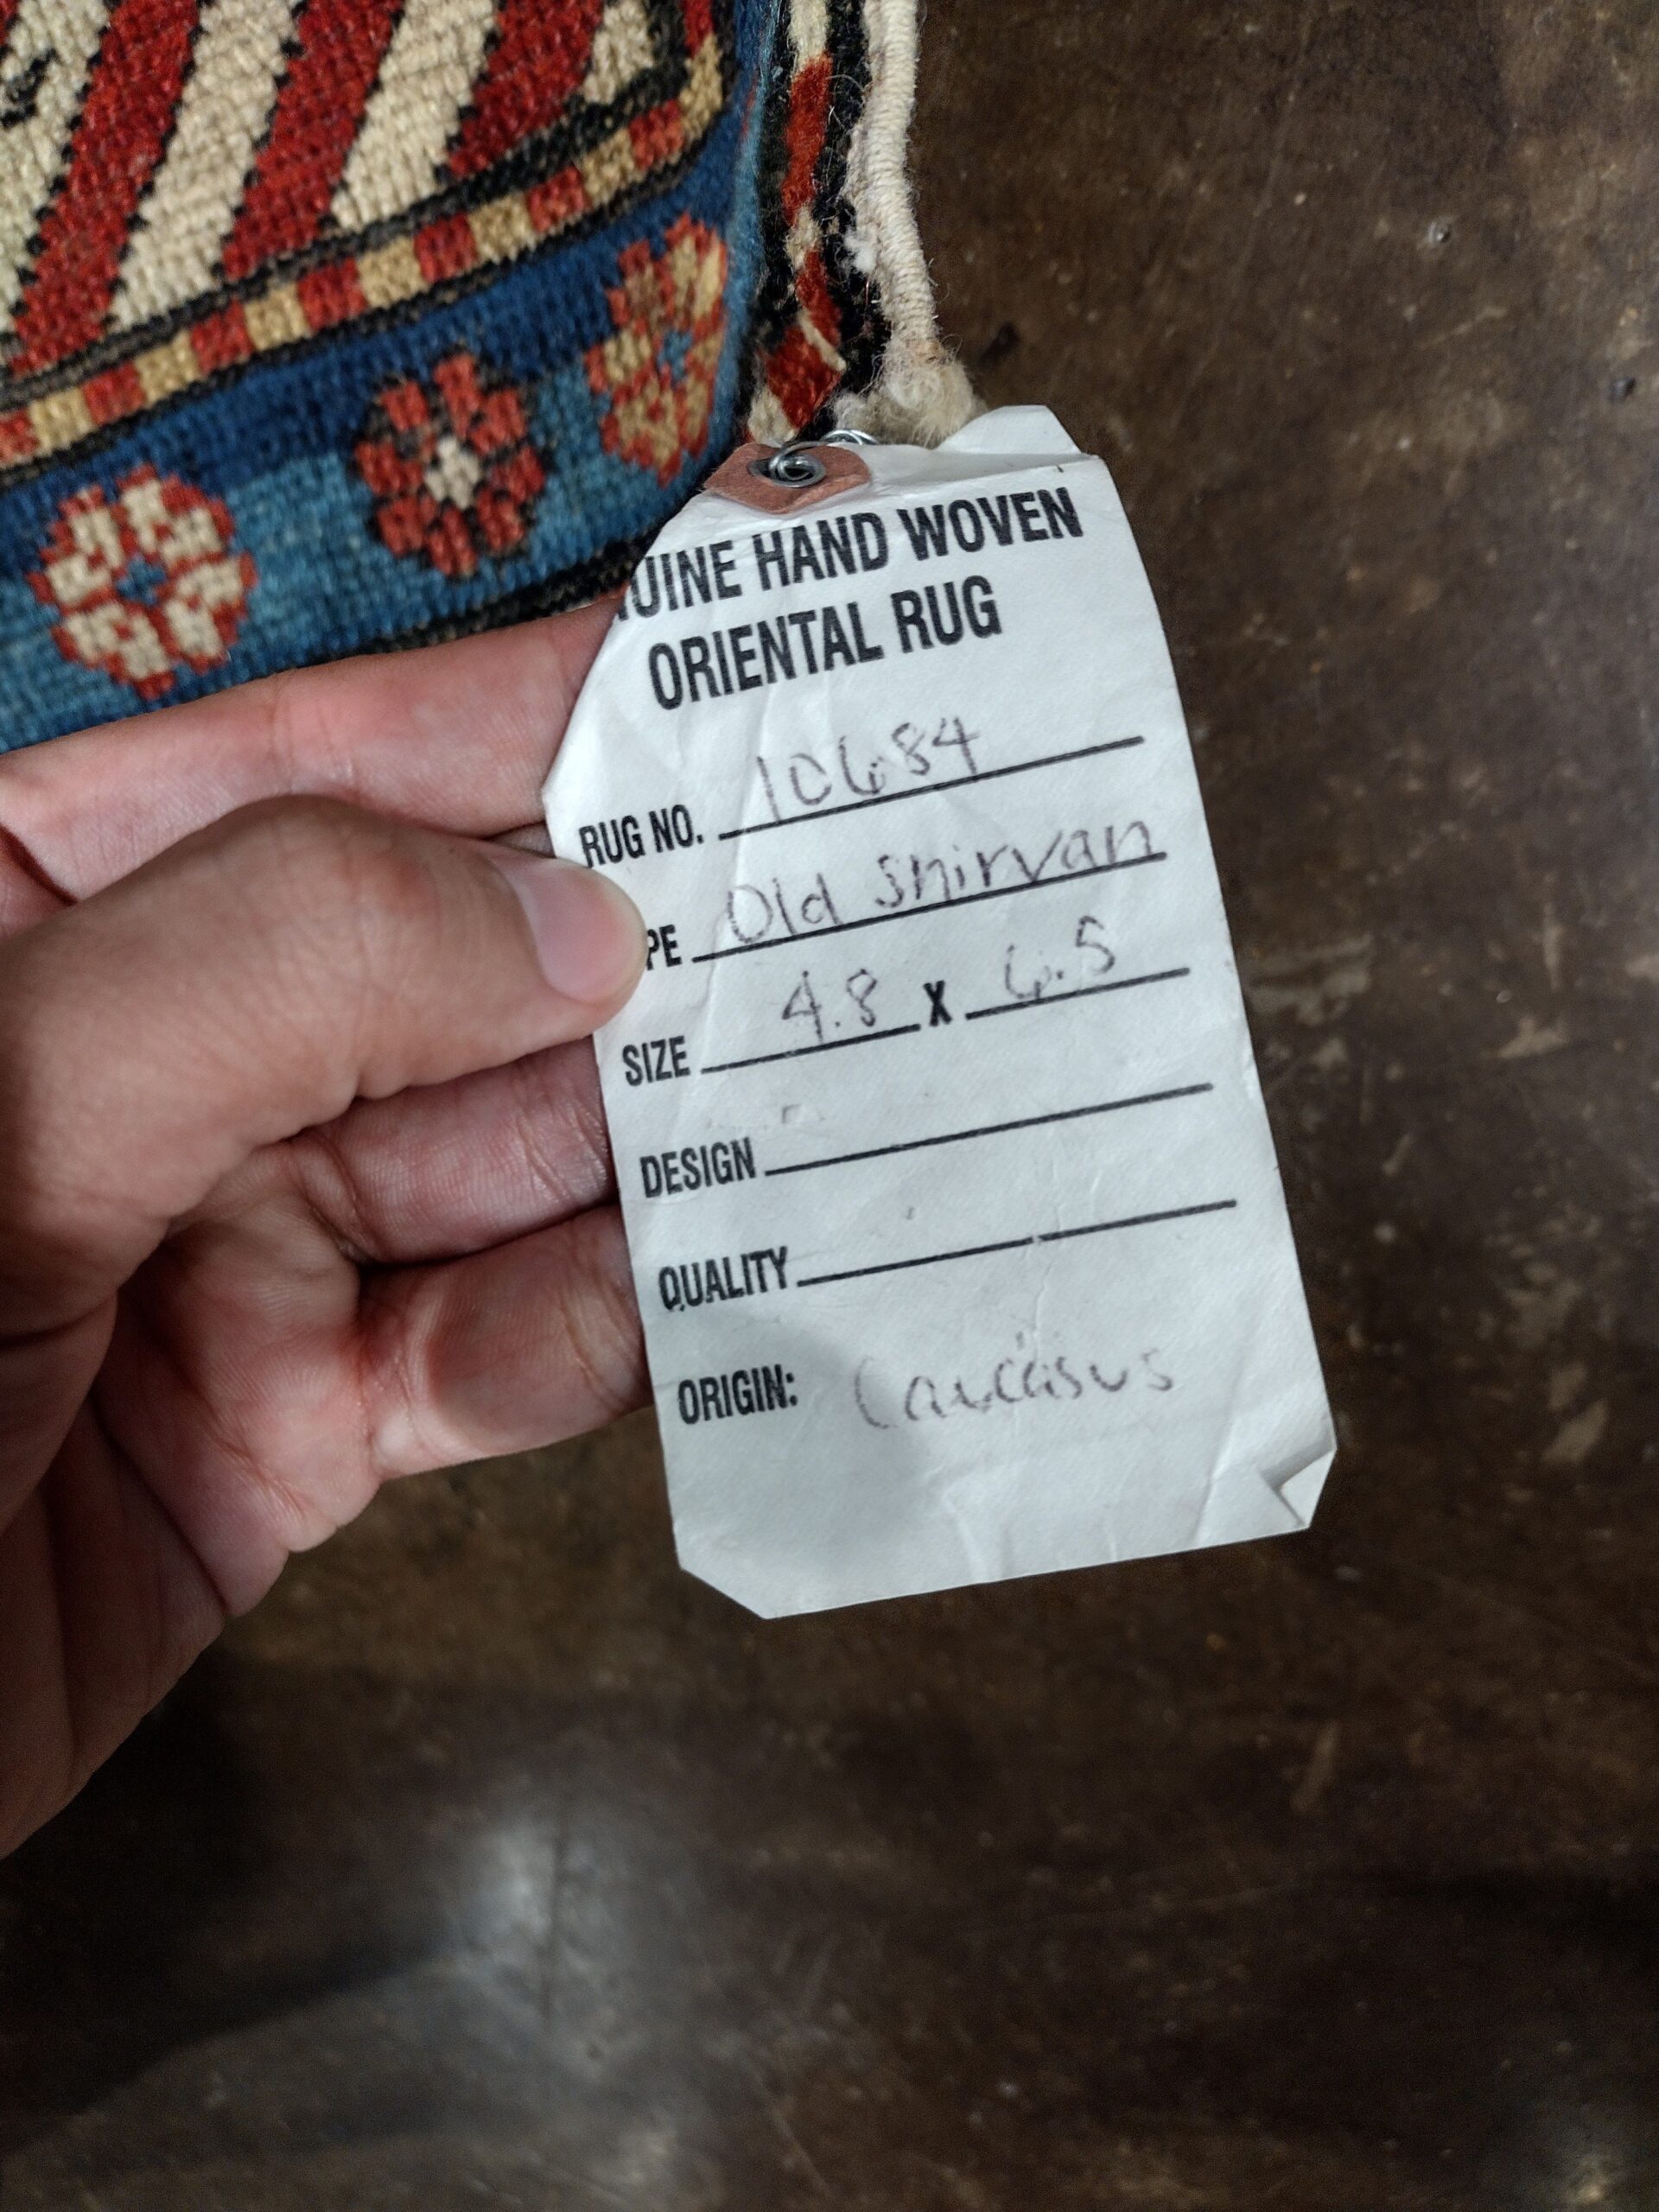 NUINE HAND WOVEN
ORIENTAL RUG
RUG NO. 10684
PE Old Shirvan
SIZE 4.8 X 6.5
DESIGN
QUALITY
ORIGIN: Caucasus